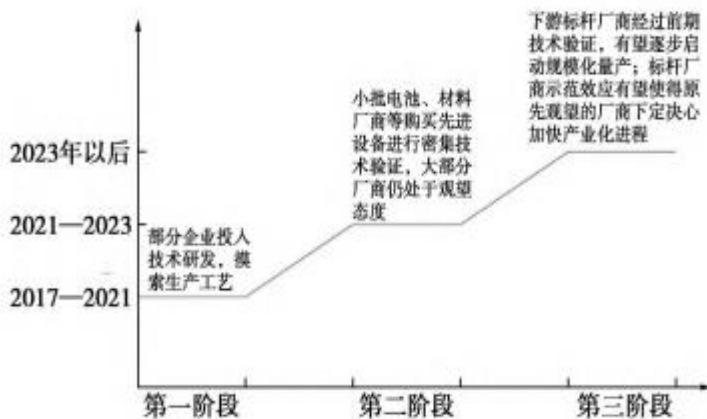 下游标杆厂商经过前期
技术验证，有望逐步启
动规模化量产；标杆厂
商示范效应有望使得原
先观望的厂商下定决心
加快产业化进程
小批电池、材料
厂商等购买先进
设备进行密集技
术验证，大部分
厂商仍处于观望
态度
部分企业投入
技术研发，摸
索生产工艺
2023年以后
2021—2023
2017—2021
第一阶段
第二阶段
第三阶段